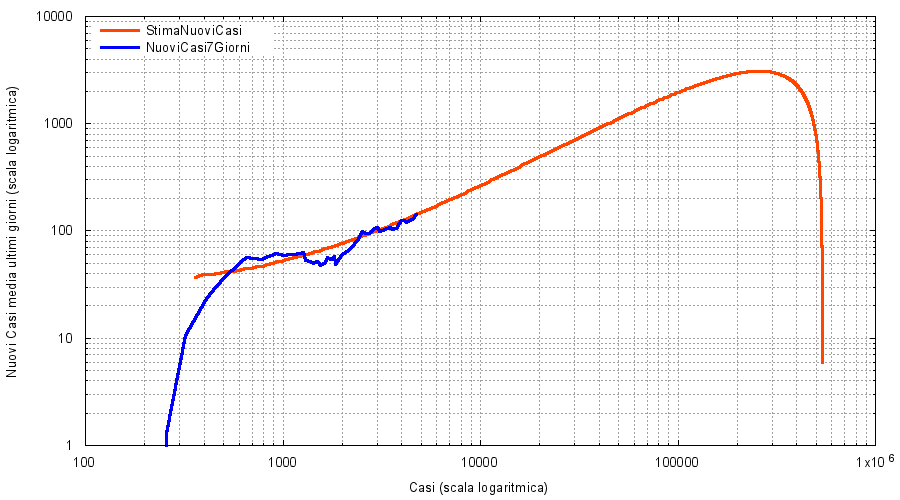 10000
1000
100
10
1
StimaNuoviCasi
NuoviCasi7Giorni
Nuovi Casi media ultimi giorni (scala logaritmica)
100 1000 10000 100000 1x10 6
Casi (scala logaritmica)